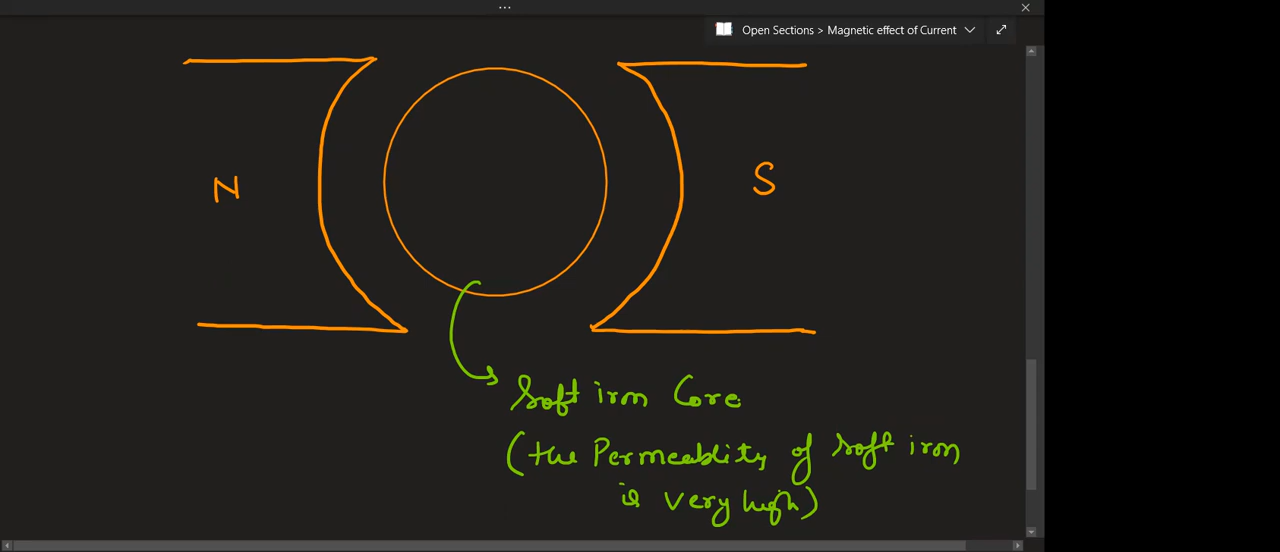 Open Sections > Magnetic effect of Current
N
S
Soft iron Core
(the Permeablity of soft iron
is very high)